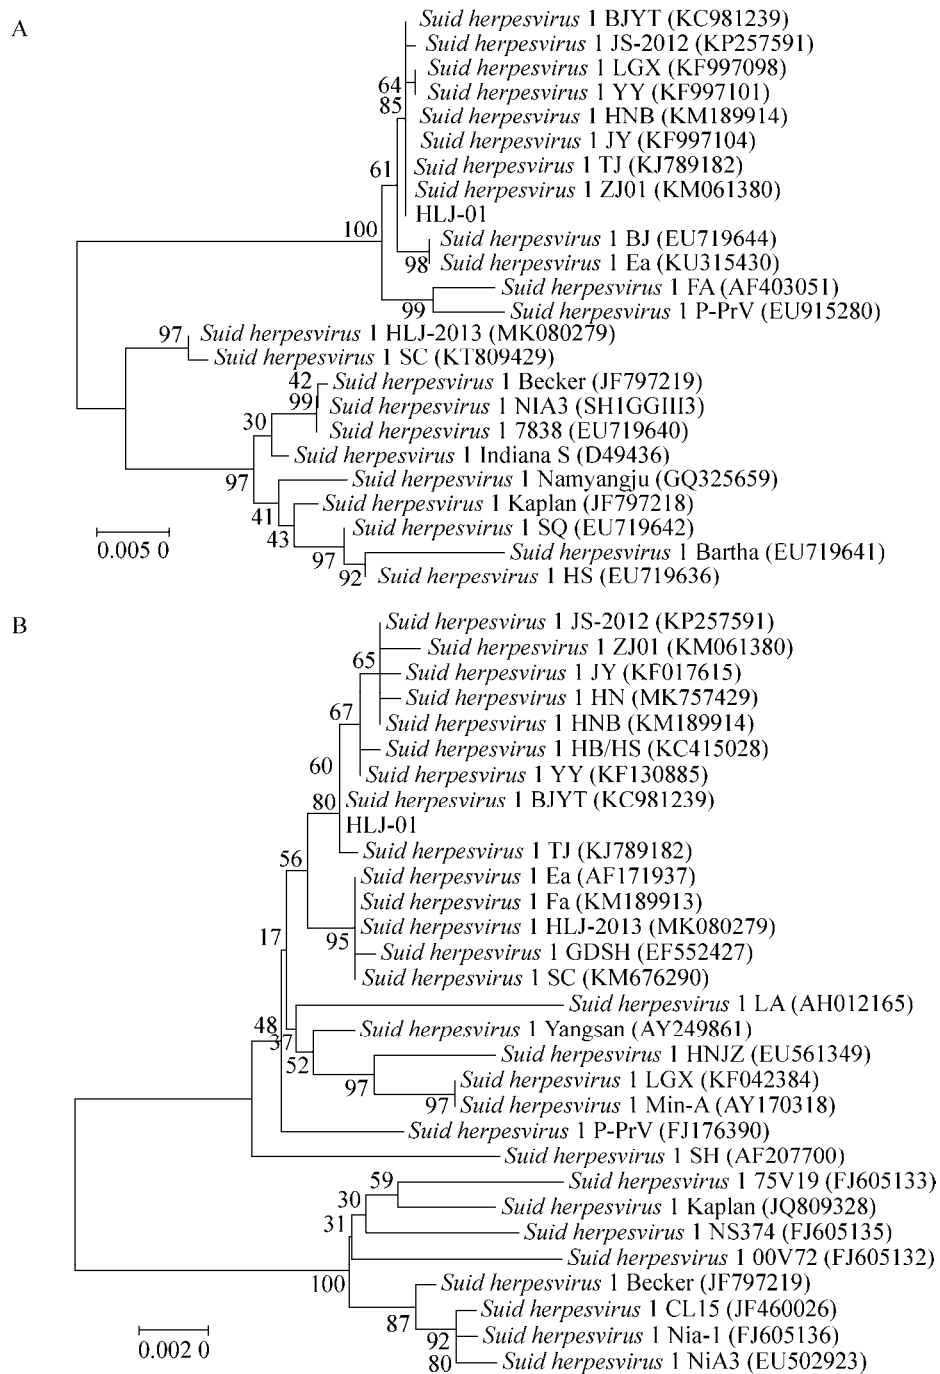 A
Suid herpesvirus 1 BJYT (KC981239)
Suid herpesvirus 1 JS-2012 (KP257591)
Suid herpesvirus 1 LGX (KF997098)
64
Suid herpesvirus 1 YY (KF997101)
85
Suid herpesvirus 1 HNB (KM189914)
Suid herpesvirus 1 JY (KF997104)
61
Suid herpesvirus 1 TJ (KJ789182)
Suid herpesvirus 1 ZJ01 (KM061380)
HLJ-01
100
Suid herpesvirus 1 BJ (EU719644)
98
Suid herpesvirus 1 Ea (KU315430)
Suid herpesvirus 1 FA (AF403051)
99
Suid herpesvirus 1 P-PrV (EU915280)
97
Suid herpesvirus 1 HLJ-2013 (MK080279)
Suid herpesvirus 1 SC (KT809429)
42
Suid herpesvirus 1 Becker (JF797219)
99
Suid herpesvirus 1 NIA3 (SH1GGIII3)
30
Suid herpesvirus 1 7838 (EU719640)
Suid herpesvirus 1 Indiana S (D49436)
97
Suid herpesvirus 1 Namyangju (GQ325659)
41
Suid herpesvirus 1 Kaplan (JF797218)
43
Suid herpesvirus 1 SQ (EU719642)
97
Suid herpesvirus 1 Bartha (EU719641)
92
Suid herpesvirus 1 HS (EU719636)
0.005 0
B
Suid herpesvirus 1 JS-2012 (KP257591)
Suid herpesvirus 1 ZJ01 (KM061380)
65
Suid herpesvirus 1 JY (KF017615)
Suid herpesvirus 1 HN (MK757429)
67
Suid herpesvirus 1 HNB (KM189914)
Suid herpesvirus 1 HB/HS (KC415028)
60
Suid herpesvirus 1 YY (KF130885)
80
Suid herpesvirus 1 BJYT (KC981239)
HLJ-01
Suid herpesvirus 1 TJ (KJ789182)
56
Suid herpesvirus 1 Ea (AF171937)
Suid herpesvirus 1 Fa (KM189913)
Suid herpesvirus 1 HLJ-2013 (MK080279)
17
95
Suid herpesvirus 1 GDSH (EF552427)
Suid herpesvirus 1 SC (KM676290)
Suid herpesvirus 1 LA (AH012165)
48
Suid herpesvirus 1 Yangsan (AY249861)
37
52
Suid herpesvirus 1 HNJZ (EU561349)
97
Suid herpesvirus 1 LGX (KF042384)
97
Suid herpesvirus 1 Min-A (AY170318)
Suid herpesvirus 1 P-PrV (FJ176390)
Suid herpesvirus 1 SH (AF207700)
59
Suid herpesvirus 1 75V19 (FJ605133)
30
Suid herpesvirus 1 Kaplan (JQ809328)
31
Suid herpesvirus 1 NS374 (FJ605135)
Suid herpesvirus 1 00V72 (FJ605132)
100
Suid herpesvirus 1 Becker (JF797219)
87
Suid herpesvirus 1 CL15 (JF460026)
92
Suid herpesvirus 1 Nia-1 (FJ605136)
80
Suid herpesvirus 1 NiA3 (EU502923)
0.002 0